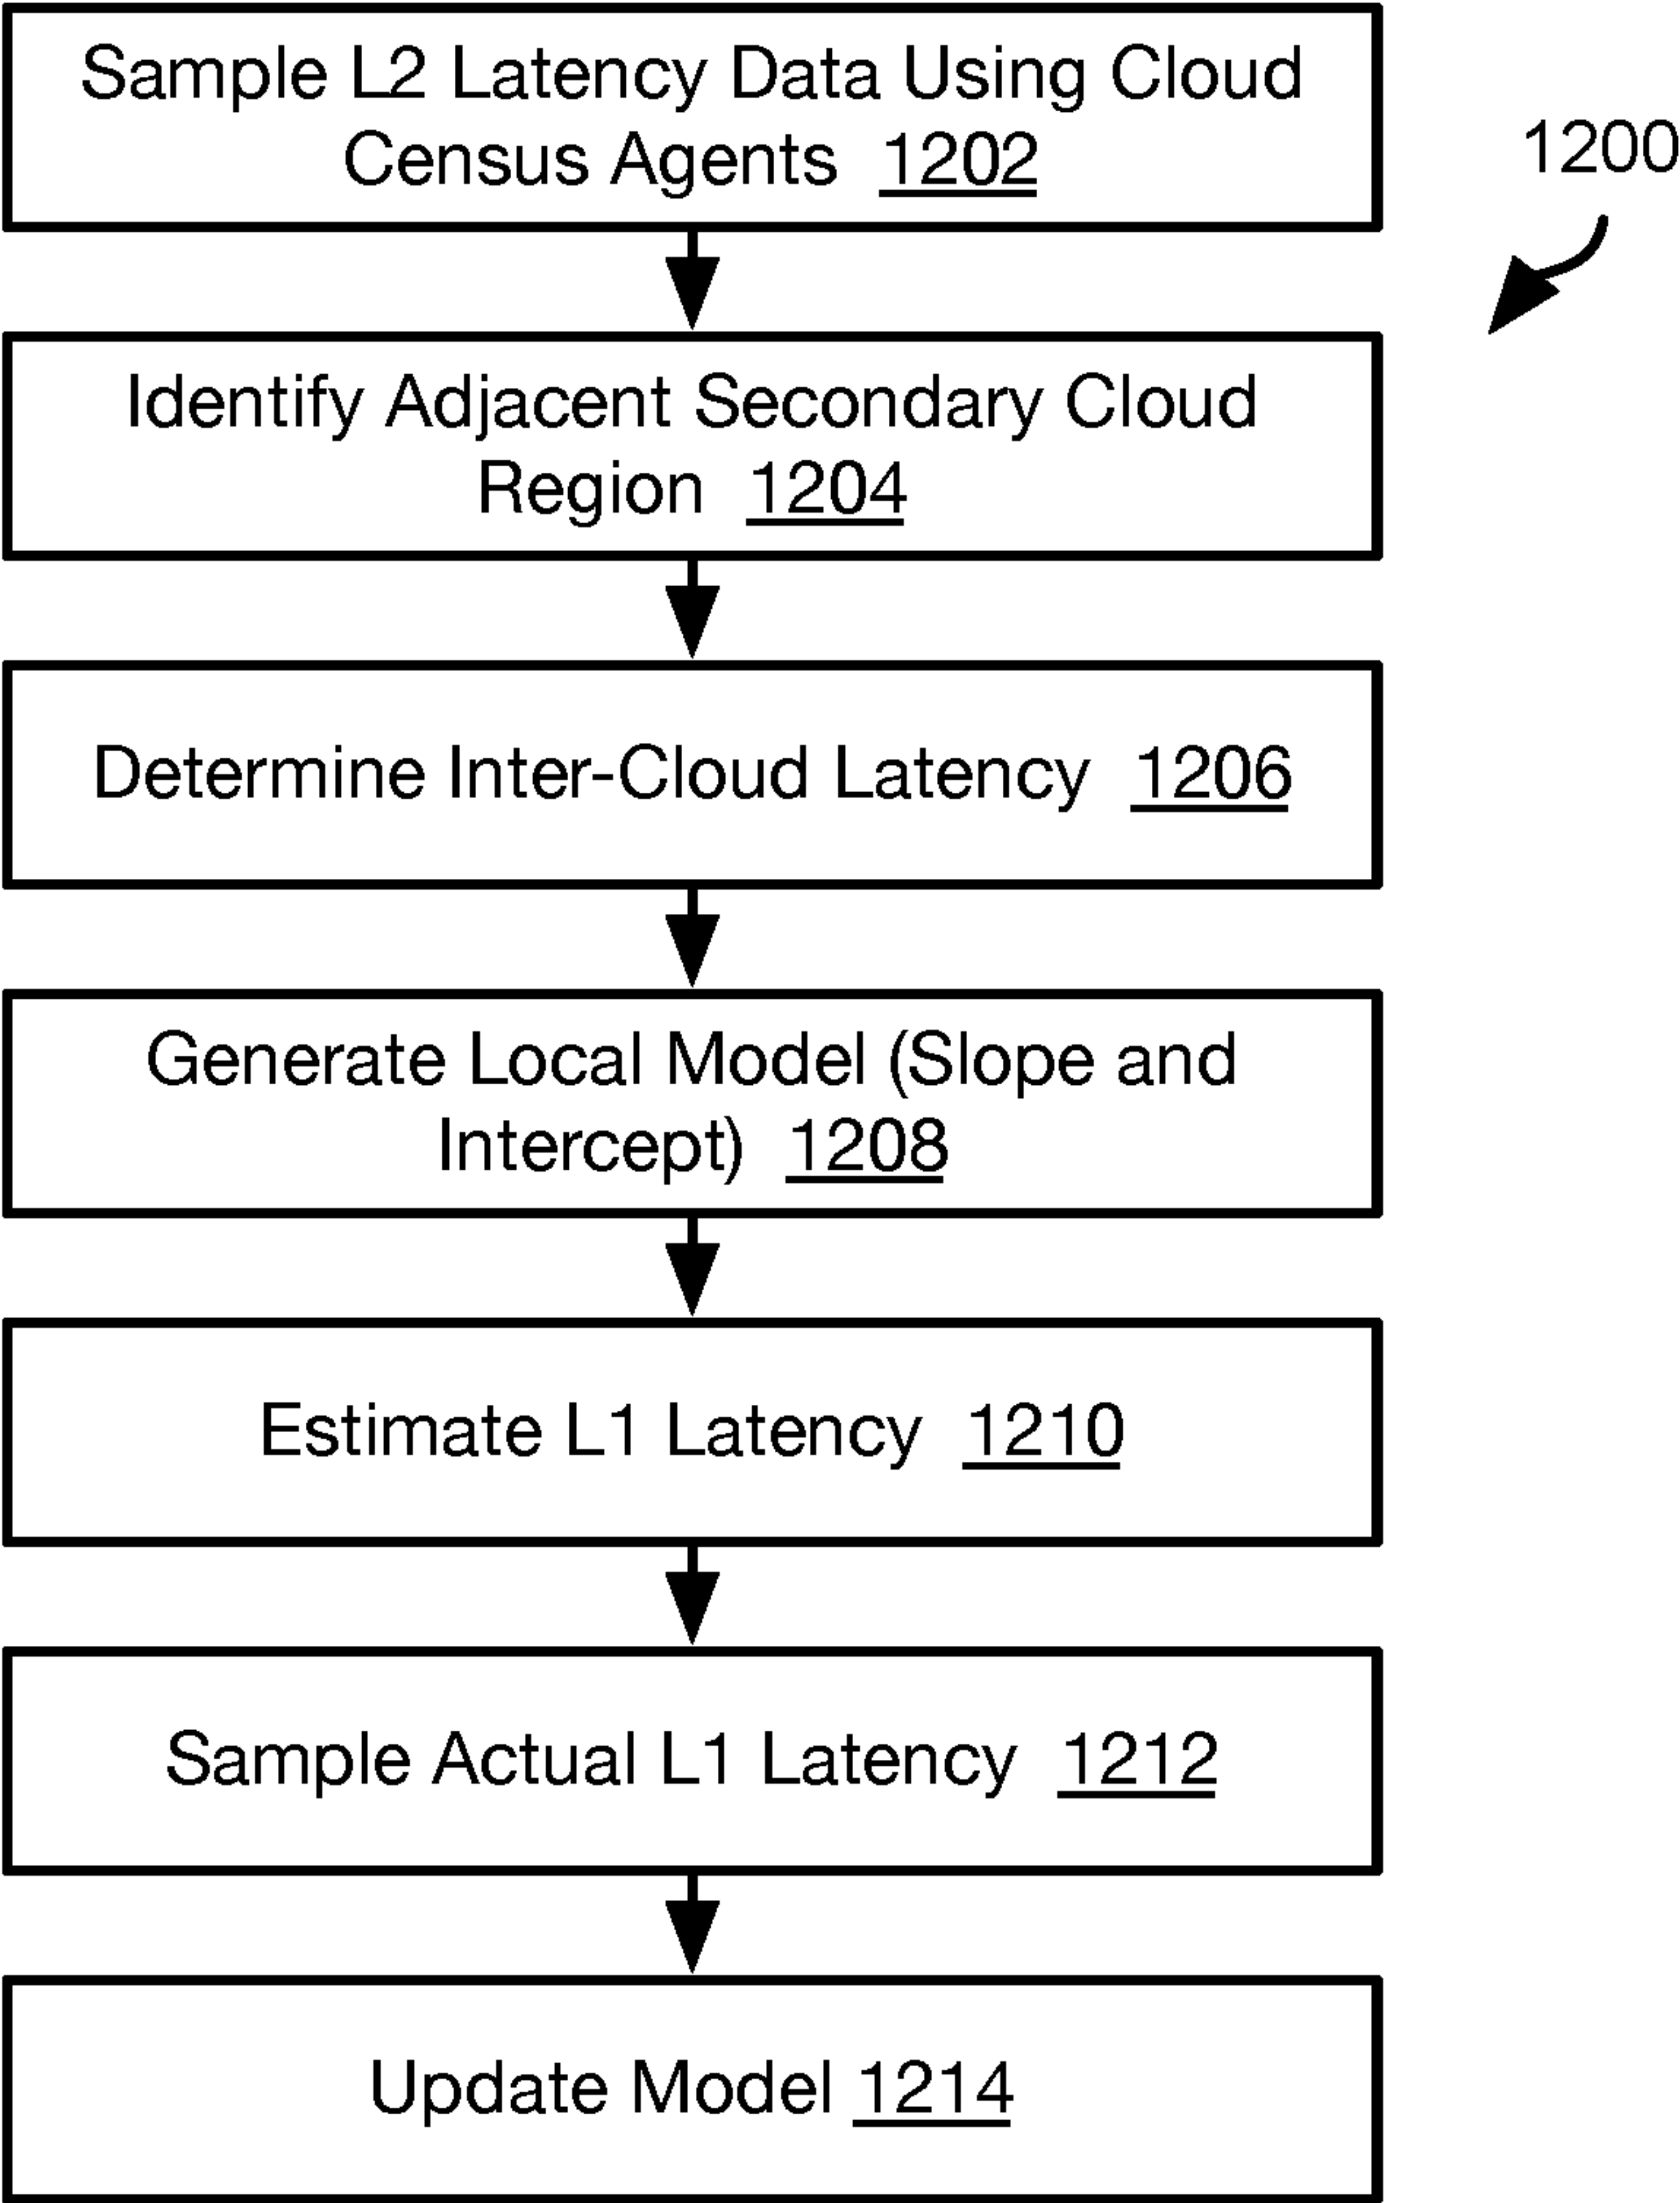 Sample L2 Latency Data Using Cloud
Census Agents 1202
1200
Identify Adjacent Secondary Cloud
Region 1204
Determine Inter-Cloud Latency 1206
Generate Local Model (Slope and
Intercept) 1208
Estimate L1 Latency 1210
Sample Actual L1 Latency 1212
Update Model 1214